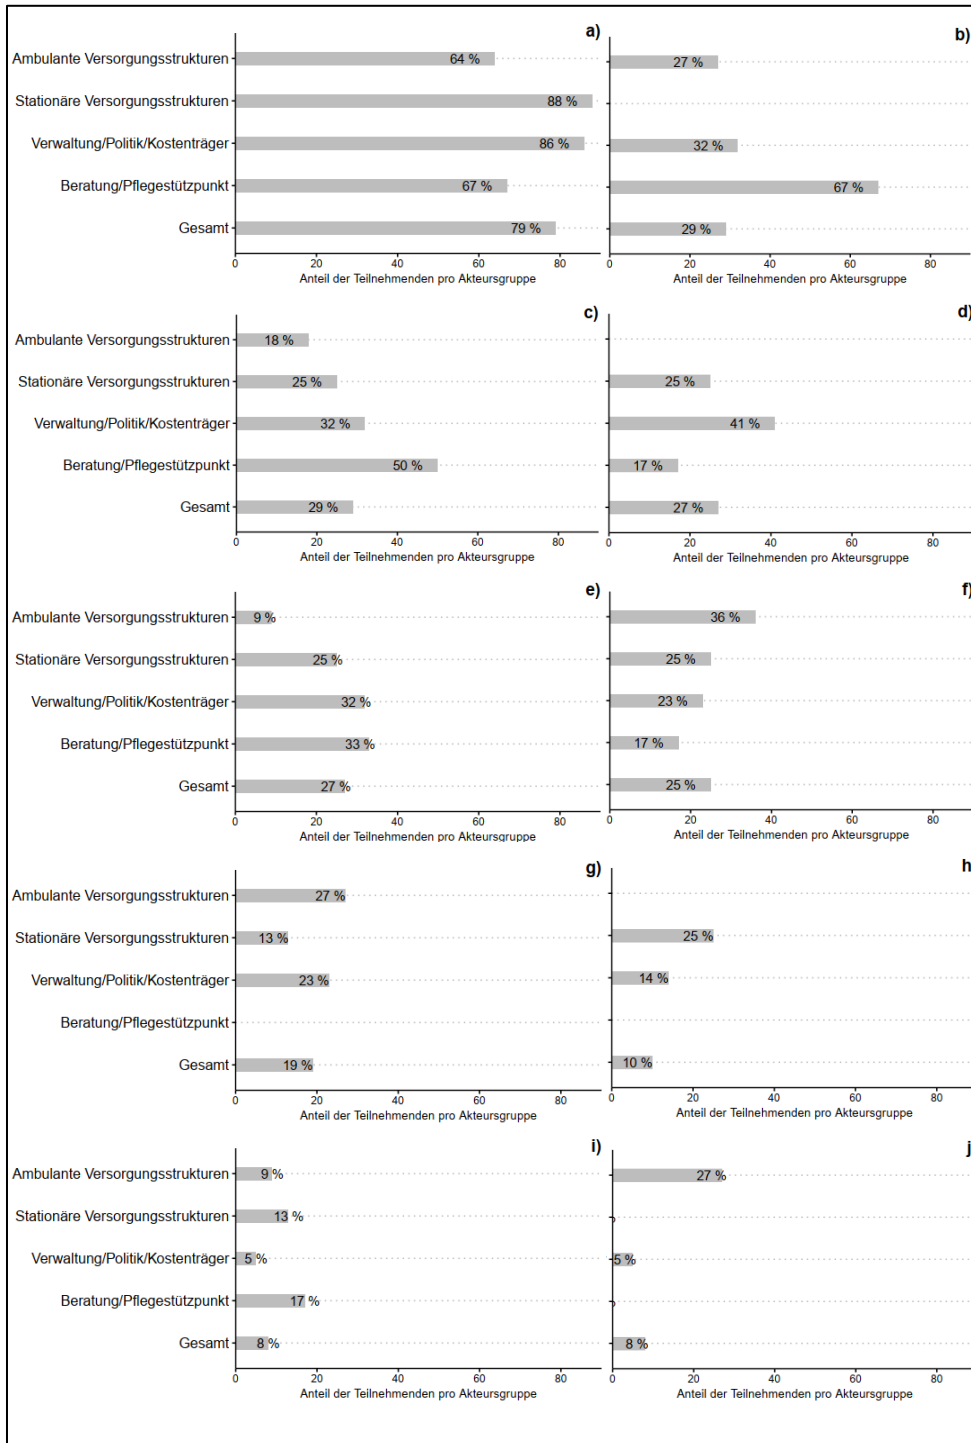 a)
b)
Ambulante Versorgungsstrukturen 64 % 27 %
Stationäre Versorgungsstrukturen 88 %
Verwaltung/Politik/Kostenträger 86 % 32 %
Beratung/Pflegestützpunkt 67 % 67 %
Gesamt 79 % 29 %
0 20 40 60 80 0 20 40 60 80
Anteil der Teilnehmenden pro Akteursgruppe Anteil der Teilnehmenden pro Akteursgruppe
c) d)
Ambulante Versorgungsstrukturen 18 %
Stationäre Versorgungsstrukturen 25 % 25 %
Verwaltung/Politik/Kostenträger 32 % 41 %
Beratung/Pflegestützpunkt 50 % 17 %
Gesamt 29 % 27 %
0 20 40 60 80 0 20 40 60 80
Anteil der Teilnehmenden pro Akteursgruppe Anteil der Teilnehmenden pro Akteursgruppe
e) f)
Ambulante Versorgungsstrukturen 9 % 36 %
Stationäre Versorgungsstrukturen 25 % 25 %
Verwaltung/Politik/Kostenträger 32 % 23 %
Beratung/Pflegestützpunkt 33 % 17 %
Gesamt 27 % 25 %
0 20 40 60 80 0 20 40 60 80
Anteil der Teilnehmenden pro Akteursgruppe Anteil der Teilnehmenden pro Akteursgruppe
g) h
Ambulante Versorgungsstrukturen 27 %
Stationäre Versorgungsstrukturen 13 % 25 %
Verwaltung/Politik/Kostenträger 23 % 14 %
Beratung/Pflegestützpunkt
Gesamt 19 % 10 %
0 20 40 60 80 0 20 40 60 80
Anteil der Teilnehmenden pro Akteursgruppe Anteil der Teilnehmenden pro Akteursgruppe
i) j
Ambulante Versorgungsstrukturen 9 % 27 %
Stationäre Versorgungsstrukturen 13 %
Verwaltung/Politik/Kostenträger 5 % 5 %
Beratung/Pflegestützpunkt 17 %
Gesamt 8 % 8 %
0 20 40 60 80 0 20 40 60 80
Anteil der Teilnehmenden pro Akteursgruppe Anteil der Teilnehmenden pro Akteursgruppe